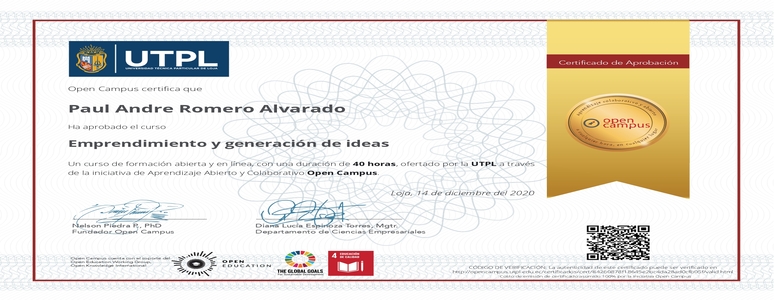 UTPL
UNIVERSIDAD TÉCNICA PARTICULAR DE LOJA
Certificado de Aprobación
Open Campus certifica que
Paul Andre Romero Alvarado
Ha aprobado el curso
Emprendimiento y generación de ideas
Un curso de formación abierta y en línea, con una duración de 40 horas, ofertado por la UTPL a través
de la iniciativa de Aprendizaje Abierto y Colaborativo Open Campus.
open
campus
Loja, 14 de diciembre del 2020
Nelson Piedra P., PhD
Fundador Open Campus
Diana Lucía Espinoza Torres, Mgtr.
Departamento de Ciencias Empresariales
Open Campus cuenta con el soporte del
Open Education Working Group,
Open Knowledge International
OPEN
EDUCATION
THE GLOBAL GOALS
For Sustainable Development
4 EDUCACIÓN
DE CALIDAD
CÓDIGO DE VERIFICACIÓN: La autenticidad de este certificado puede ser verificada en